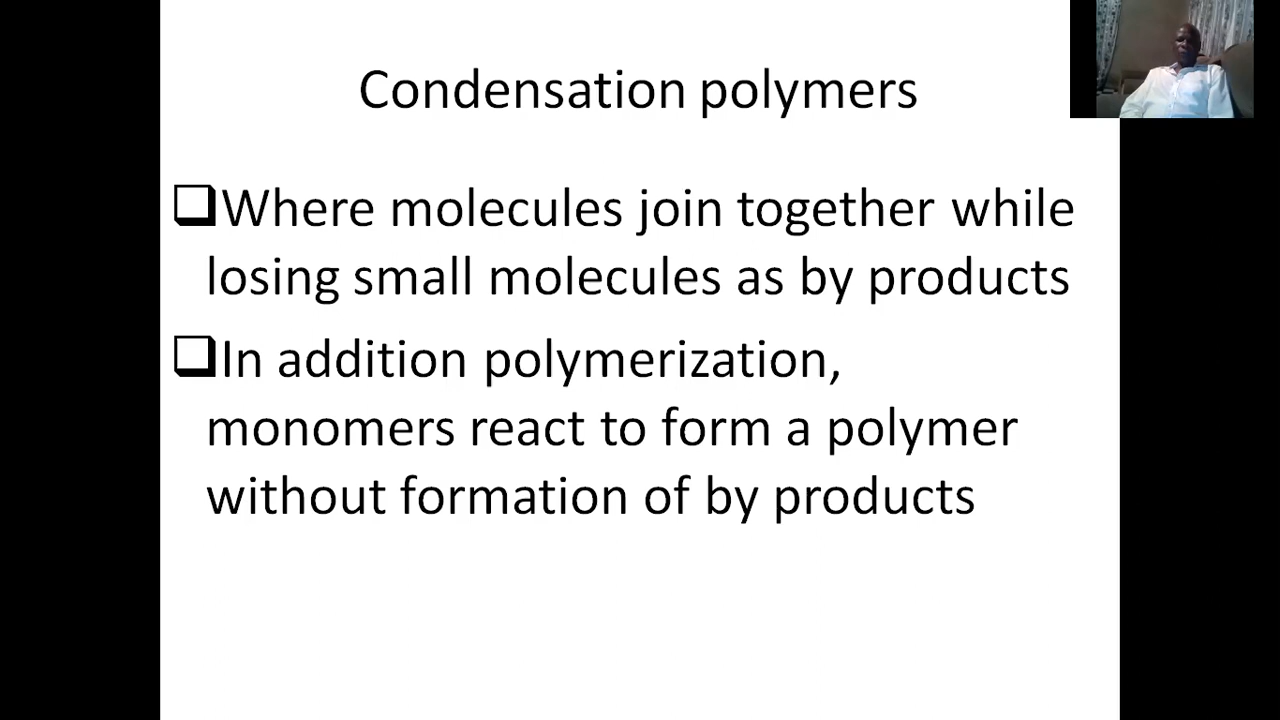 Condensation polymers
❑Where molecules join together while
losing small molecules as by products
❑In addition polymerization,
monomers react to form a polymer
without formation of by products